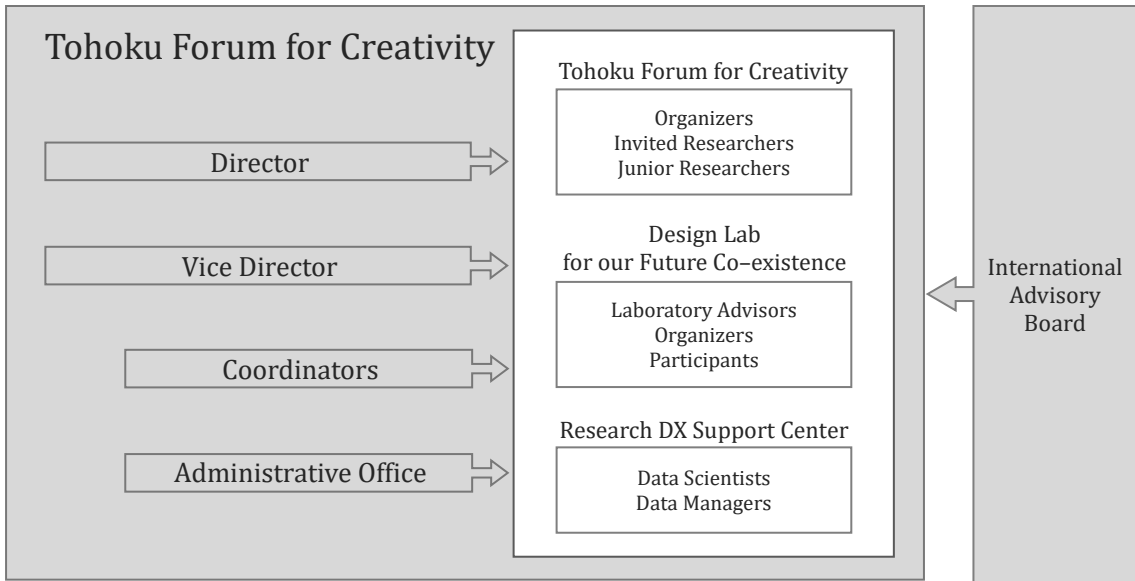 Tohoku Forum for Creativity
Director
Vice Director
Coordinators
Administrative Office
Tohoku Forum for Creativity
Organizers
Invited Researchers
Junior Researchers
Design Lab
for our Future Co–existence
Laboratory Advisors
Organizers
Participants
Research DX Support Center
Data Scientists
Data Managers
International
Advisory
Board